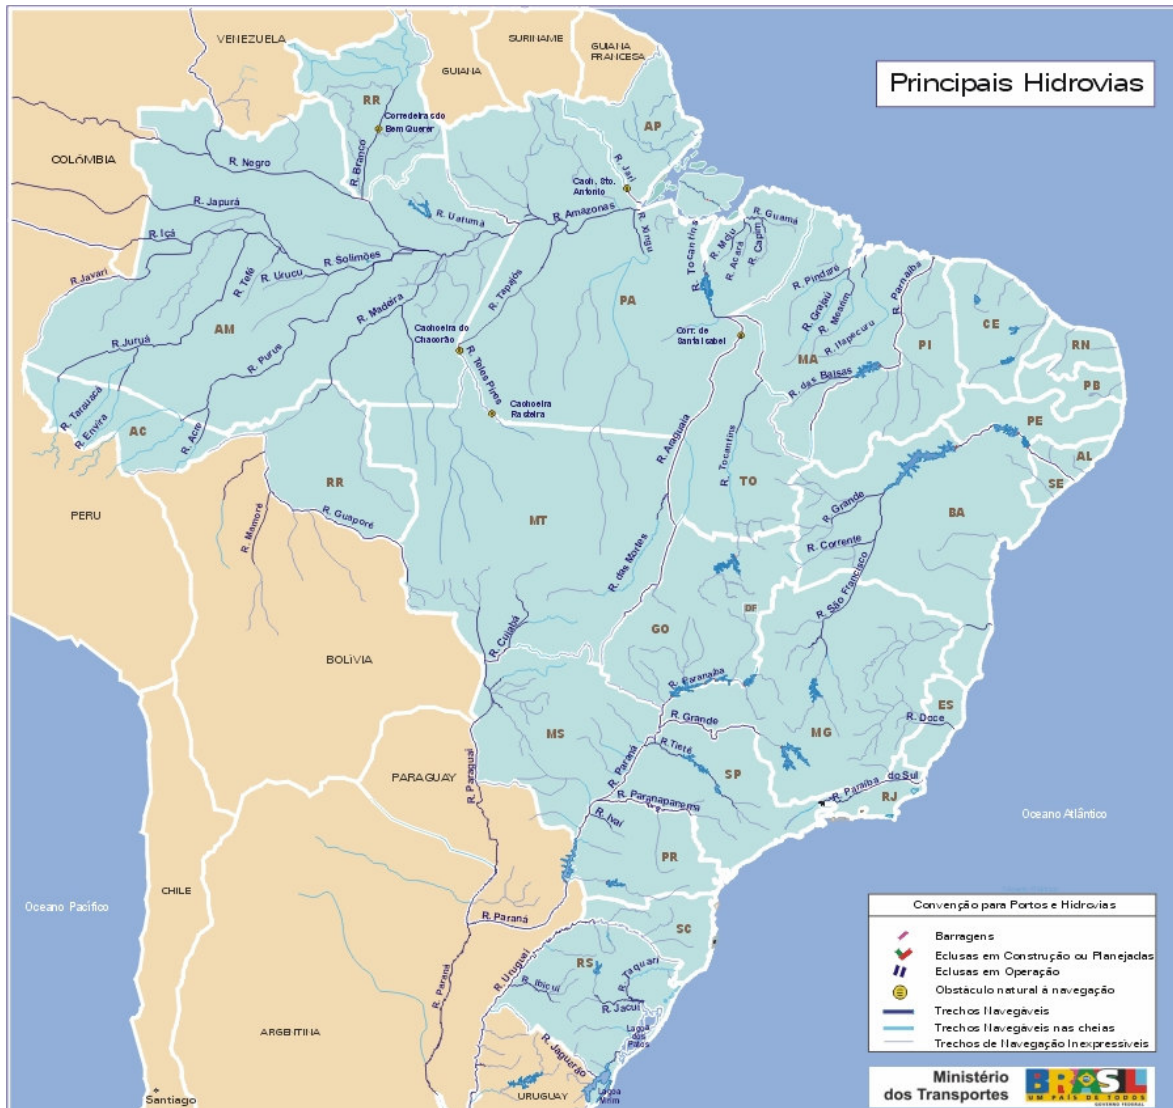 Principais Hidrovias
VENEZUELA
SURINAME
GUIANA
FRANCESA
GUIANA
COLÔMBIA
RR
Corredeiras do
Bem Querer
R. Branco
R. Negro
AP
R. Jari
Cach. Sto.
Antonio
R. Japurá
R. Uatumã
R. Amazonas
R. Xingu
R. Içá
R. Javari
R. Solimões
R. Urucu
R. Tefé
R. Madeira
R. Tapajós
R. Tocantins
R. Moju
R. Acará
R. Capim
R. Guamá
R. Pindaré
R. Grajaú
R. Mearim
R. Itapecuru
R. Parnaíba
PA
AM
R. Juruá
R. Purus
Cachoeira do
Chacorão
R. Teles Pires
Cachoeira
Rasteira
Corr. de
Santa Isabel
MA
R. das Balsas
PI
CE
RN
PB
PE
AL
SE
R. Tarauacá
R. Envira
AC
R. Acre
R. Araguaia
R. Tocantins
TO
RR
R. Guaporé
R. Mamoré
MT
R. das Mortes
R. Grande
R. Corrente
R. São Francisco
BA
PERU
BOLíVIA
R. Cuiabá
GO
DF
R. Paranaíba
R. Grande
MG
ES
R. Doce
MS
R. Tietê
R. Paraná
SP
R. Paraíba do Sul
RJ
R. Paraguai
PARAGUAY
R. Paranapanema
R. Ivaí
PR
Oceano Atlântico
Oceano Pacífico
CHILE
R. Paraná
R. Paraná
SC
R. Uruguei
RS
R. Ibicuí
R. Taquari
R. Jacuí
Lagoa
dos
Patos
R. Jaguarão
Lagoa
Mirim
ARGENTINA
URUGUAY
Santiago
Convenção para Portos e Hidrovias
Barragens
Eclusas em Construção ou Planejadas
Eclusas em Operação
Obstáculo natural à navegação
Trechos Navegáveis
Trechos Navegáveis nas cheias
Trechos de Navegação Inexpressíveis
Ministério
dos Transportes
BRASIL
UM PAÍS DE TODOS
GOVERNO FEDERAL